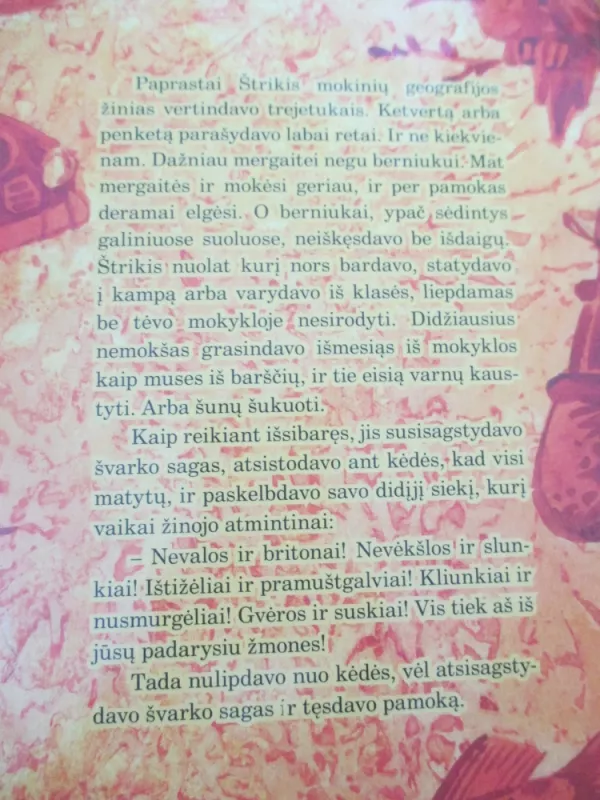 Paprastai Štrikis mokinių geografijos
žinias vertindavo trejetukais. Ketvertą arba
penketą parašydavo labai retai. Ir ne kiekvie-
nam. Dažniau mergaitei negu berniukui. Mat
mergaitės ir mokėsi geriau, ir per pamokas
deramai elgėsi. O berniukai, ypač sėdintys
galiniuose suoluose, neiškęsdavo be išdaigų.
Štrikis nuolat kurį nors bardavo, statydavo
į kampą arba varydavo iš klasės, liepdamas
be tėvo mokykloje nesirodyti. Didžiausius
nemokšas grasindavo išmesiąs iš mokyklos
kaip muses iš barščių, ir tie eisią varnų kaus-
tyti. Arba šunų šukuoti.
Kaip reikiant išsibaręs, jis susisagstydavo
švarko sagas, atsistodavo ant kėdės, kad visi
matytų, ir paskelbdavo savo didįjį siekį, kurį
vaikai žinojo atmintinai:
– Nevalos ir britonai! Nevėkšlos ir slun-
kiai! Ištižėliai ir pramuštgalviai! Kliunkiai ir
nusmurgėliai! Gvėros ir suskiai! Vis tiek aš iš
jūsų padarysiu žmones!
Tada nulipdavo nuo kėdės, vėl atsisagsty-
davo švarko sagas ir tęsdavo pamoką.